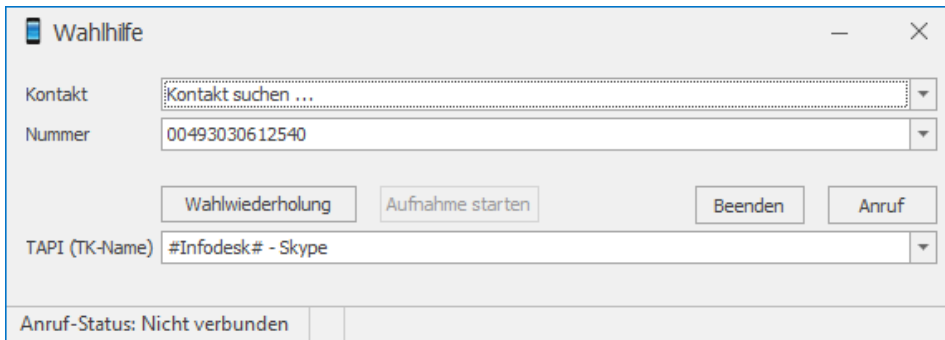 Wahlhilfe
Kontakt Kontakt suchen ...
Nummer 00493030612540
Wahlwiederholung Aufnahme starten Beenden Anruf
TAPI (TK-Name) #Infodesk# - Skype
Anruf-Status: Nicht verbunden